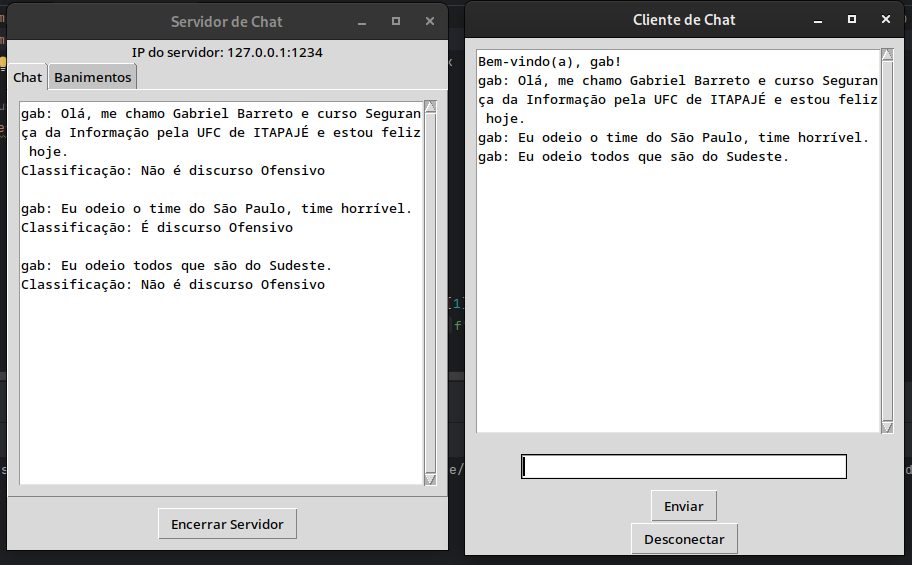 Servidor de Chat
IP do servidor: 127.0.0.1:1234
Chat
Banimentos
gab: Olá, me chamo Gabriel Barreto e curso Seguran
ça da Informação pela UFC de ITAPAJÉ e estou feliz
hoje.
Classificação: Não é discurso Ofensivo
gab: Eu odeio o time do São Paulo, time horrível.
Classificação: É discurso Ofensivo
gab: Eu odeio todos que são do Sudeste.
Classificação: Não é discurso Ofensivo
Encerrar Servidor
Cliente de Chat
Bem-vindo(a), gab!
gab: Olá, me chamo Gabriel Barreto e curso Seguran
ça da Informação pela UFC de ITAPAJÉ e estou feliz
hoje.
gab: Eu odeio o time do São Paulo, time horrível.
gab: Eu odeio todos que são do Sudeste.
Enviar
Desconectar